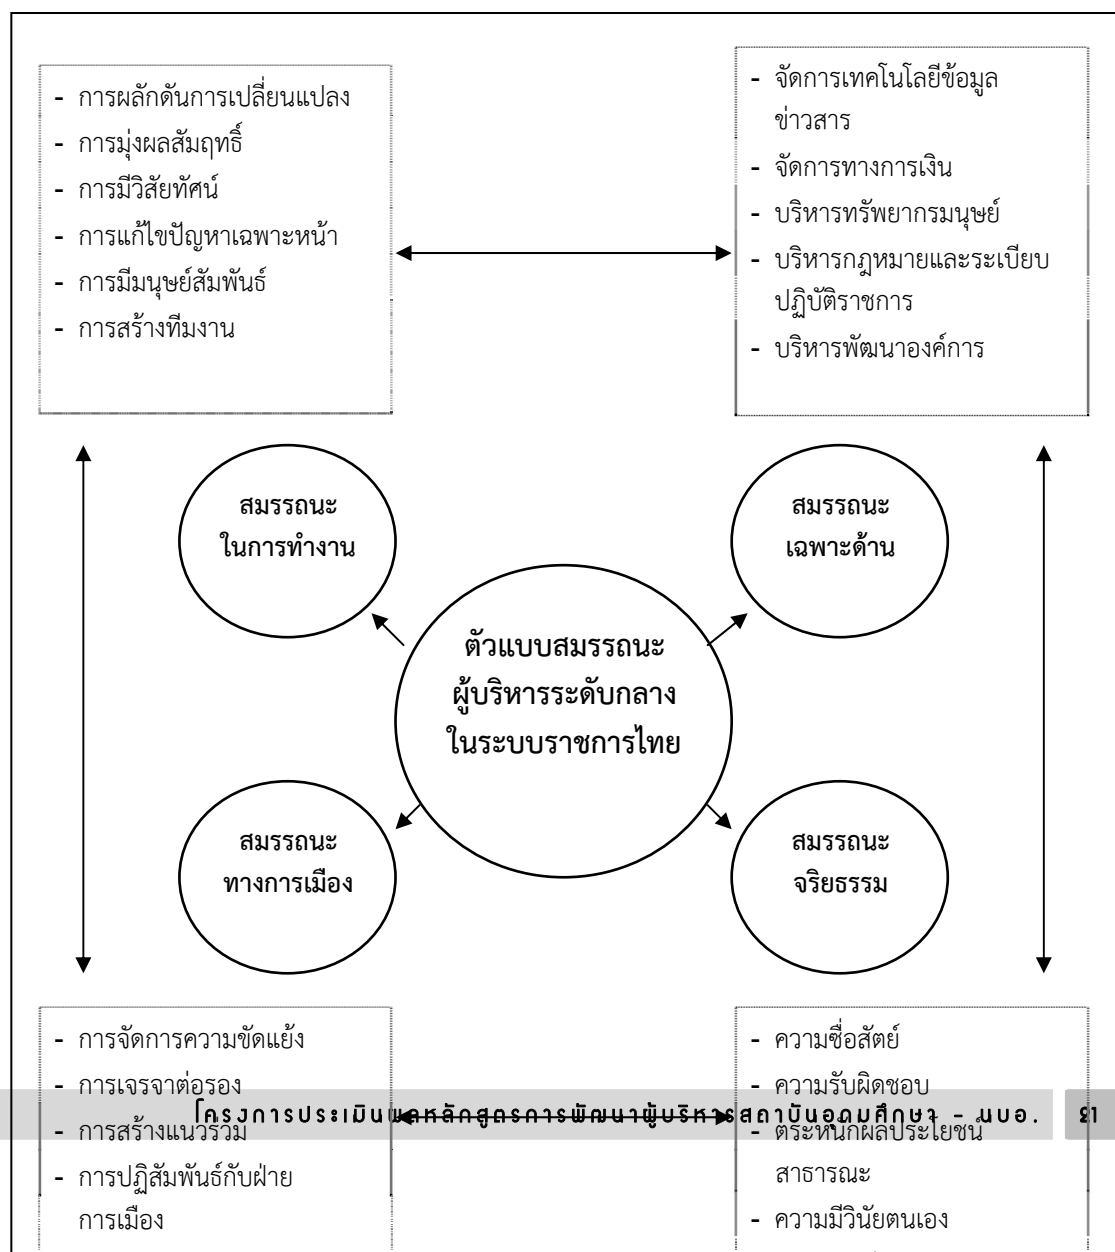 - การผลักดันการเปลี่ยนแปลง
- การมุ่งผลสัมฤทธิ์
- การมีวิสัยทัศน์
- การแก้ไขปัญหาเฉพาะหน้า
- การมีมนุษย์สัมพันธ์
- การสร้างทีมงาน
- จัดการเทคโนโลยีข้อมูล
ข่าวสาร
- จัดการทางการเงิน
- บริหารทรัพยากรมนุษย์
- บริหารกฎหมายและระเบียบ
ปฏิบัติราชการ
- บริหารพัฒนาองค์การ
สมรรถนะ
ในการทำงาน
สมรรถนะ
เฉพาะด้าน
ตัวแบบสมรรถนะ
ผู้บริหารระดับกลาง
ในระบบราชการไทย
สมรรถนะ
ทางการเมือง
สมรรถนะ
จริยธรรม
- การจัดการความขัดแย้ง
- การเจรจาต่อรอง
- การสร้างแนวร่วม
- การปฏิสัมพันธ์กับฝ่าย
การเมือง
- ความซื่อสัตย์
- ความรับผิดชอบ
- ตระหนักผลประโยชน์
สาธารณะ
- ความมีวินัยตนเอง
โครงการประเมินผลหลักสูตรการพัฒนาผู้บริหารสถาบันอุดมศึกษา - นบอ. ๒๑